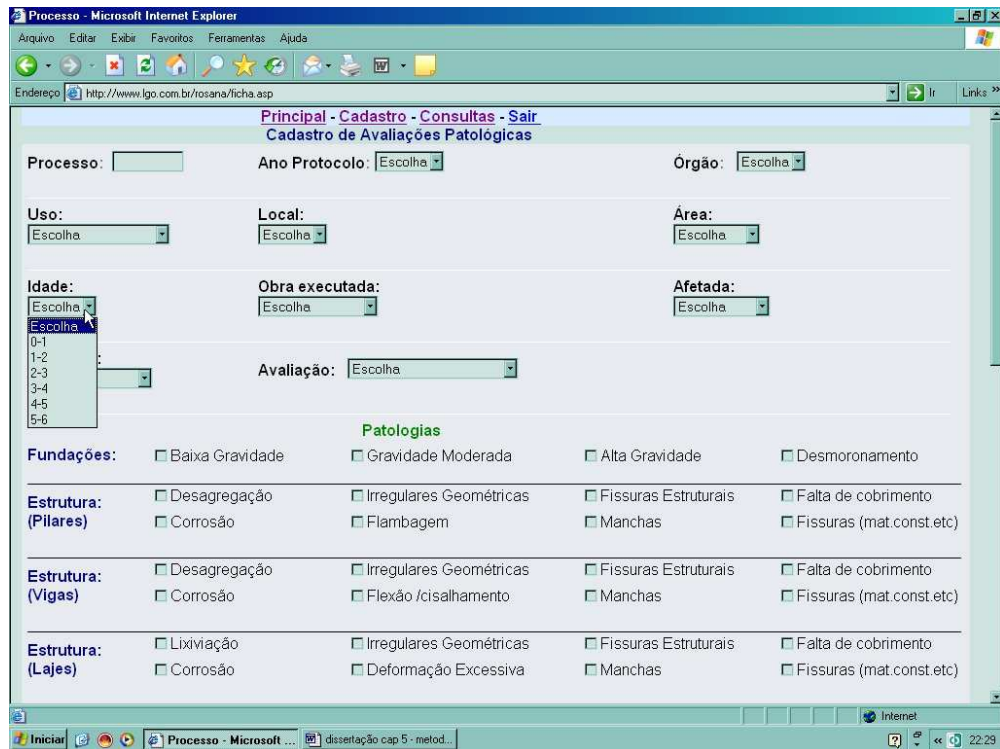 Processo - Microsoft Internet Explorer
Arquivo Editar Exibir Favoritos Ferramentas Ajuda
Endereço http://www.lgo.com.br/rosana/ficha.asp Ir Links »
Principal - Cadastro - Consultas - Sair
Cadastro de Avaliações Patológicas
Processo: Ano Protocolo: Escolha Órgão: Escolha
Uso: Local: Área:
Escolha Escolha Escolha
Idade: Obra executada: Afetada:
Escolha Escolha Escolha
Escolha
0-1
1-2 :
2-3 Avaliação: Escolha
3-4
4-5
5-6
Patologias
Fundações: Baixa Gravidade Gravidade Moderada Alta Gravidade Desmoronamento
Estrutura: Desagregação Irregulares Geométricas Fissuras Estruturais Falta de cobrimento
(Pilares) Corrosão Flambagem Manchas Fissuras (mat.const.etc)
Estrutura: Desagregação Irregulares Geométricas Fissuras Estruturais Falta de cobrimento
(Vigas) Corrosão Flexão /cisalhamento Manchas Fissuras (mat.const.etc)
Estrutura: Lixiviação Irregulares Geométricas Fissuras Estruturais Falta de cobrimento
(Lajes) Corrosão Deformação Excessiva Manchas Fissuras (mat.const.etc)
Internet
Iniciar Processo - Microsoft ... dissertação cap 5 - metod... « 22:29